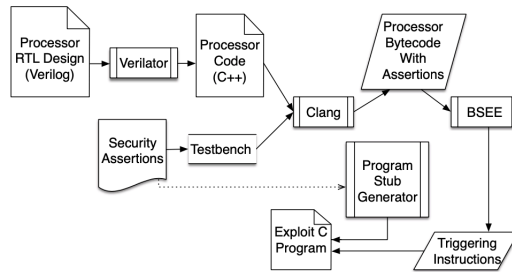 Processor
RTL Design
(Verilog)
Verilator
Processor
Code
(C++)
Processor
Bytecode
With
Assertions
Clang
BSEE
Security
Assertions
Testbench
Program
Stub
Generator
Exploit C
Program
Triggering
Instructions